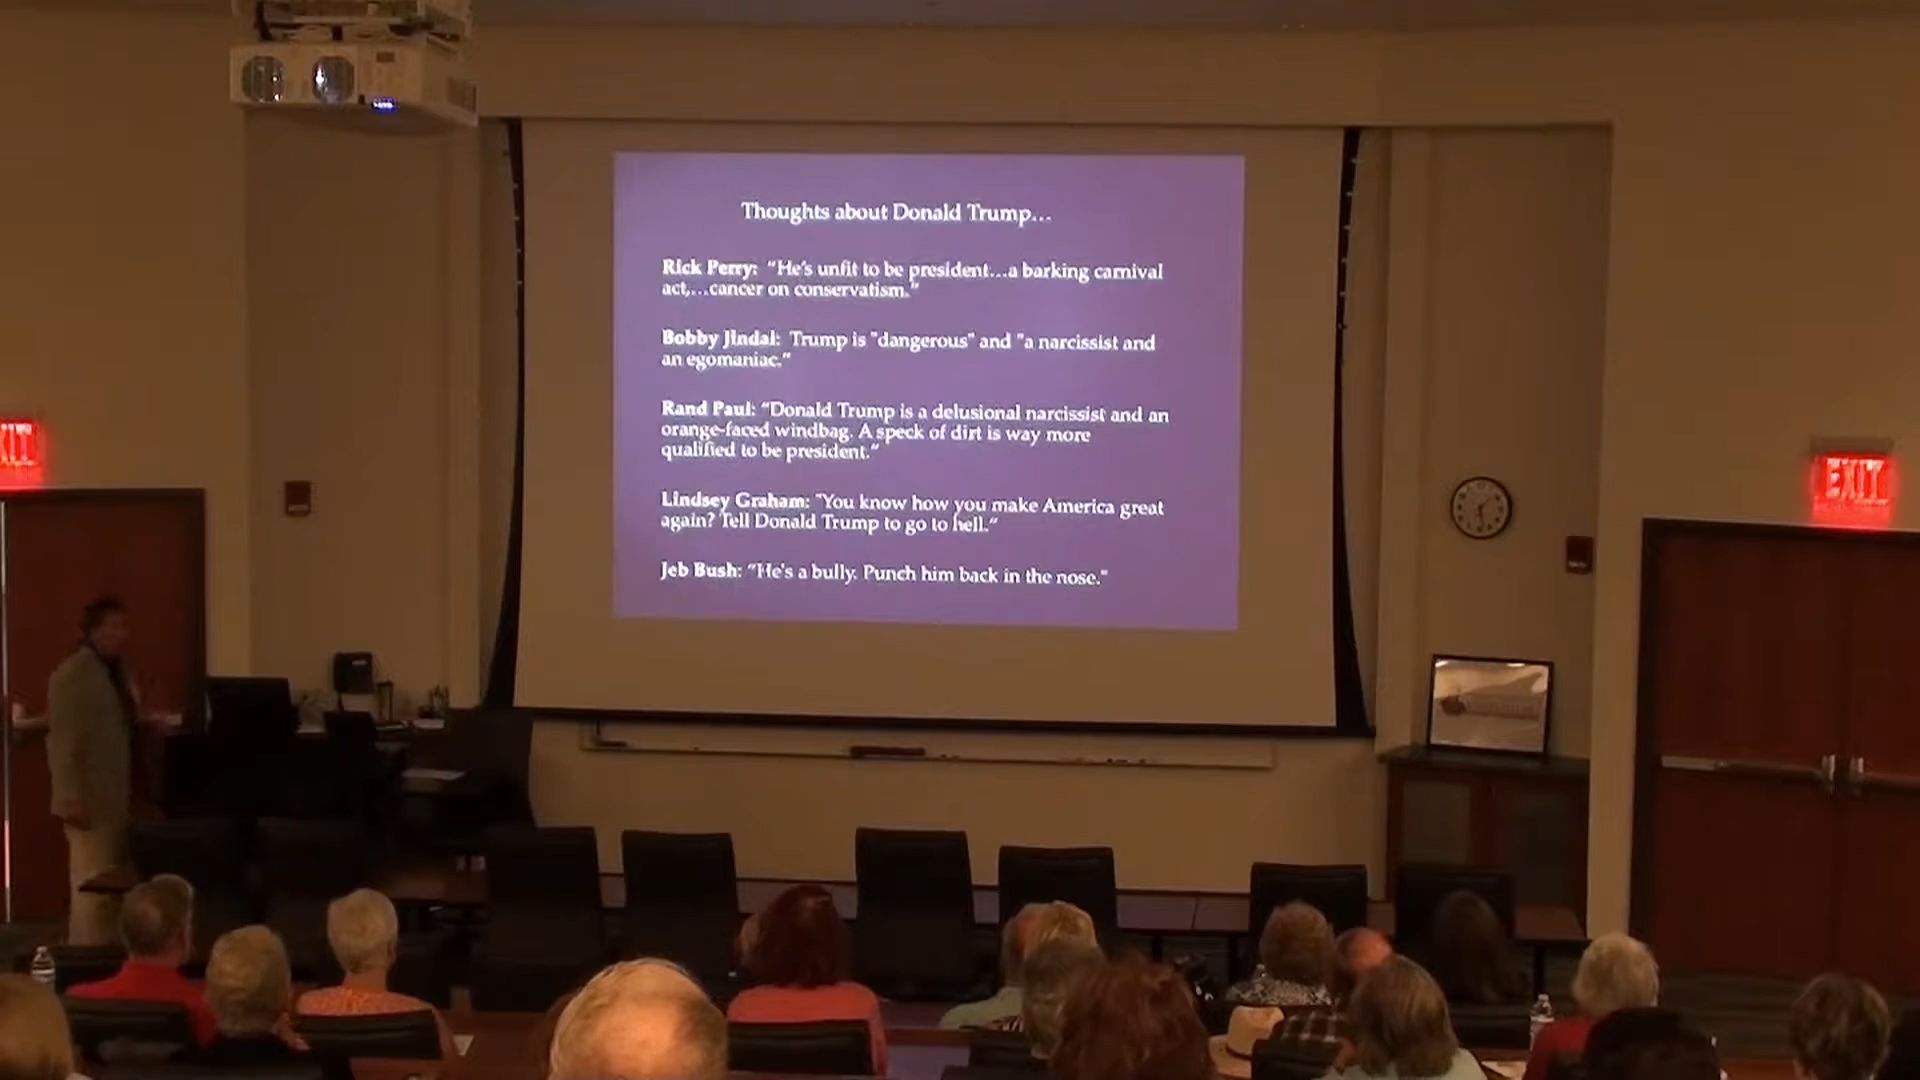 Thoughts about Donald Trump...
Rick Perry: "He's unfit to be president...a barking carnival
act,...cancer on conservatism."
Bobby Jindal: Trump is "dangerous" and "a narcissist and
an egomaniac."
Rand Paul: "Donald Trump is a delusional narcissist and an
orange-faced windbag. A speck of dirt is way more
qualified to be president."
Lindsey Graham: "You know how you make America great
again? Tell Donald Trump to go to hell."
Jeb Bush: "He's a bully. Punch him back in the nose."
EXIT